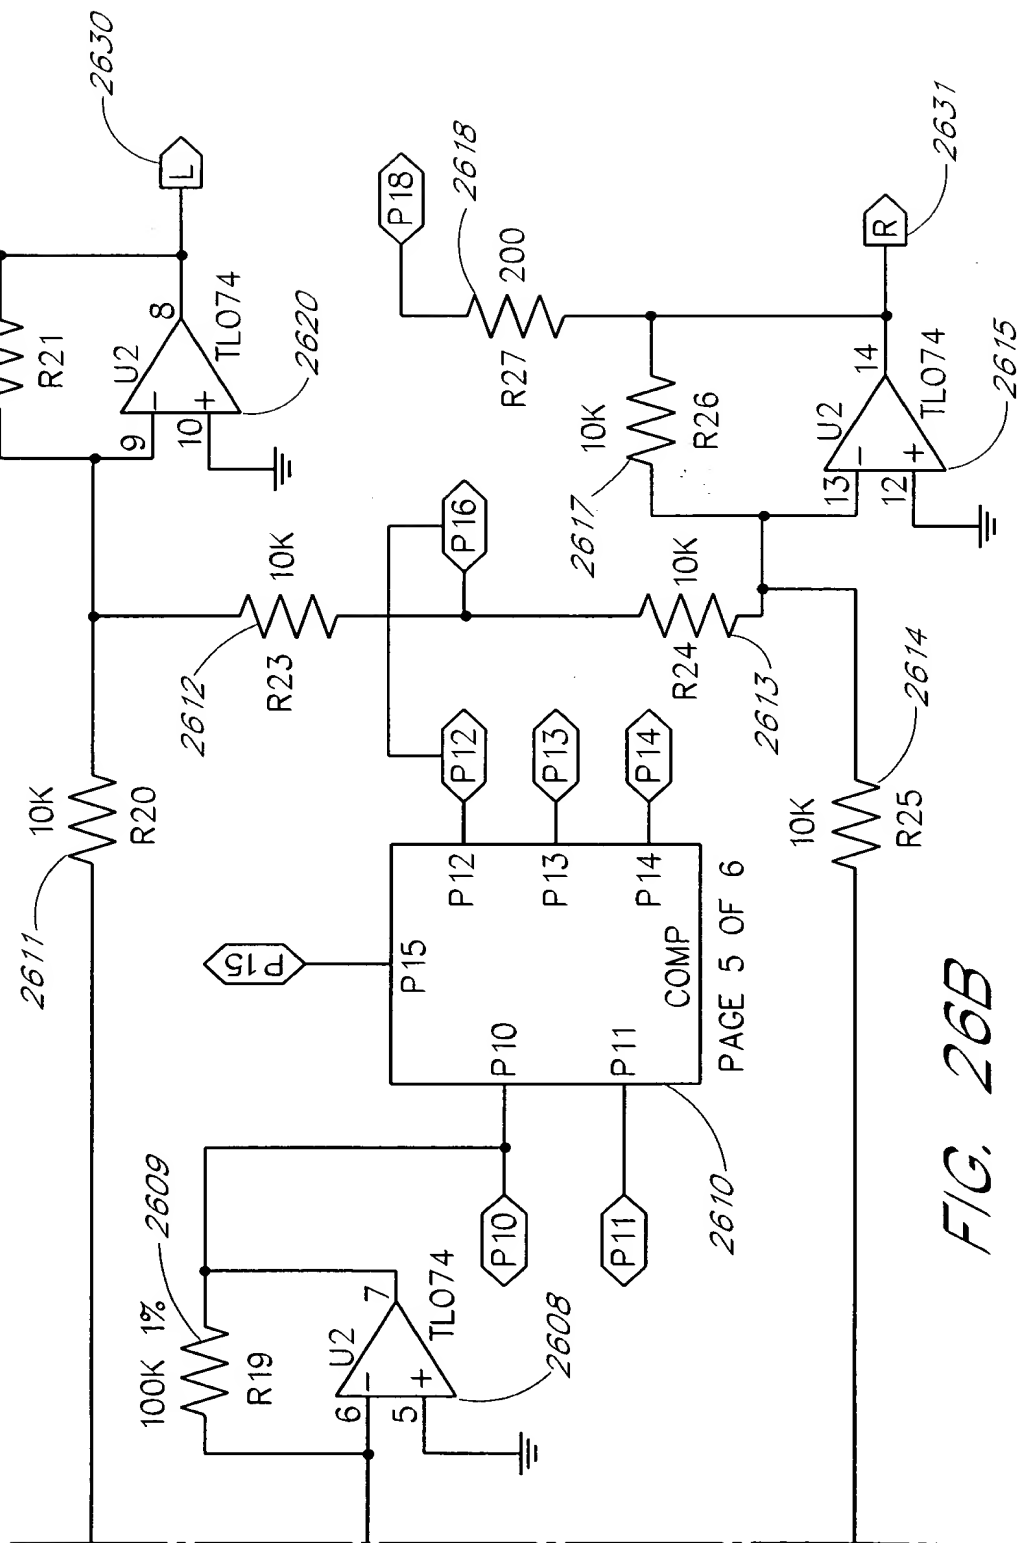 2630
L
R21
8
U2
9
10
TL074
2620
P18
2618
200
R27
2631
R
14
U2
TL074
13
12
2615
10K
R26
2617
P16
10K
2612
R23
10K
R24
2613
2614
10K
R25
10K
R20
2611
P15
P15
P12
P12
P13
P13
P14
P14
P10
P11
COMP
PAGE 5 OF 6
P10
P11
2610
2609
100K 1%
R19
7
U2
6
5
TL074
2608
FIG. 26B